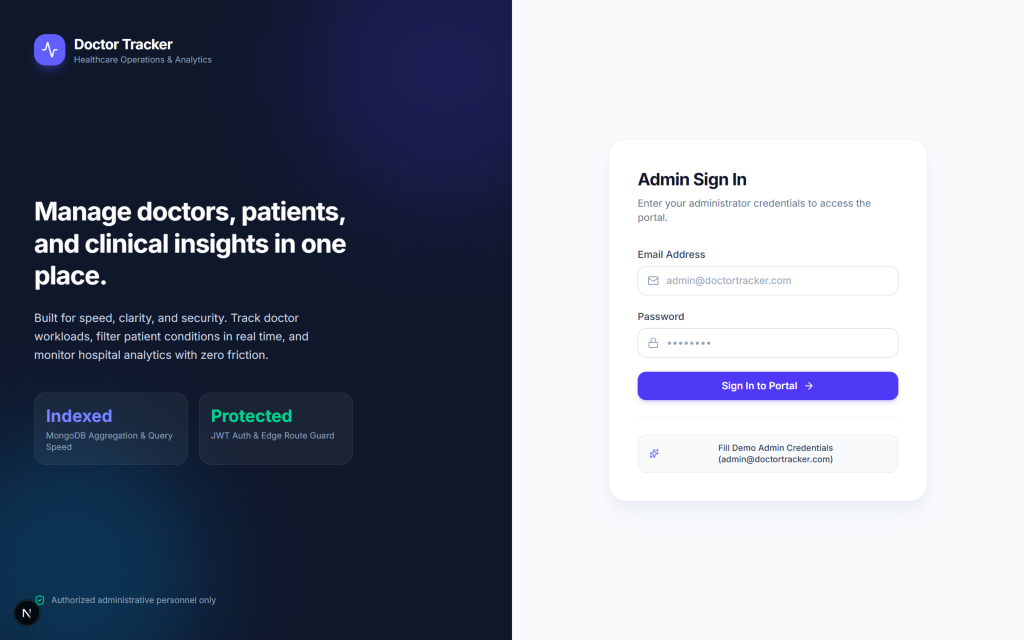 Doctor Tracker
Healthcare Operations & Analytics
Manage doctors, patients,
and clinical insights in one
place.
Built for speed, clarity, and security. Track doctor
workloads, filter patient conditions in real time, and
monitor hospital analytics with zero friction.
Indexed
MongoDB Aggregation & Query
Speed
Protected
JWT Auth & Edge Route Guard
Authorized administrative personnel only
N
Admin Sign In
Enter your administrator credentials to access the
portal.
Email Address
admin@doctortracker.com
Password
••••••••
Sign In to Portal →
Fill Demo Admin Credentials
(admin@doctortracker.com)